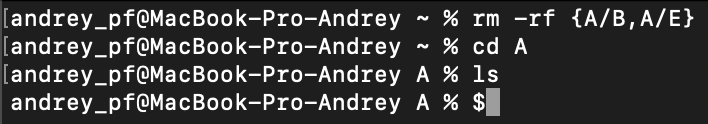 [andrey_pf@MacBook-Pro-Andrey ~ % rm -rf {A/B,A/E}
[andrey_pf@MacBook-Pro-Andrey ~ % cd A
[andrey_pf@MacBook-Pro-Andrey A % ls
andrey_pf@MacBook-Pro-Andrey A % $